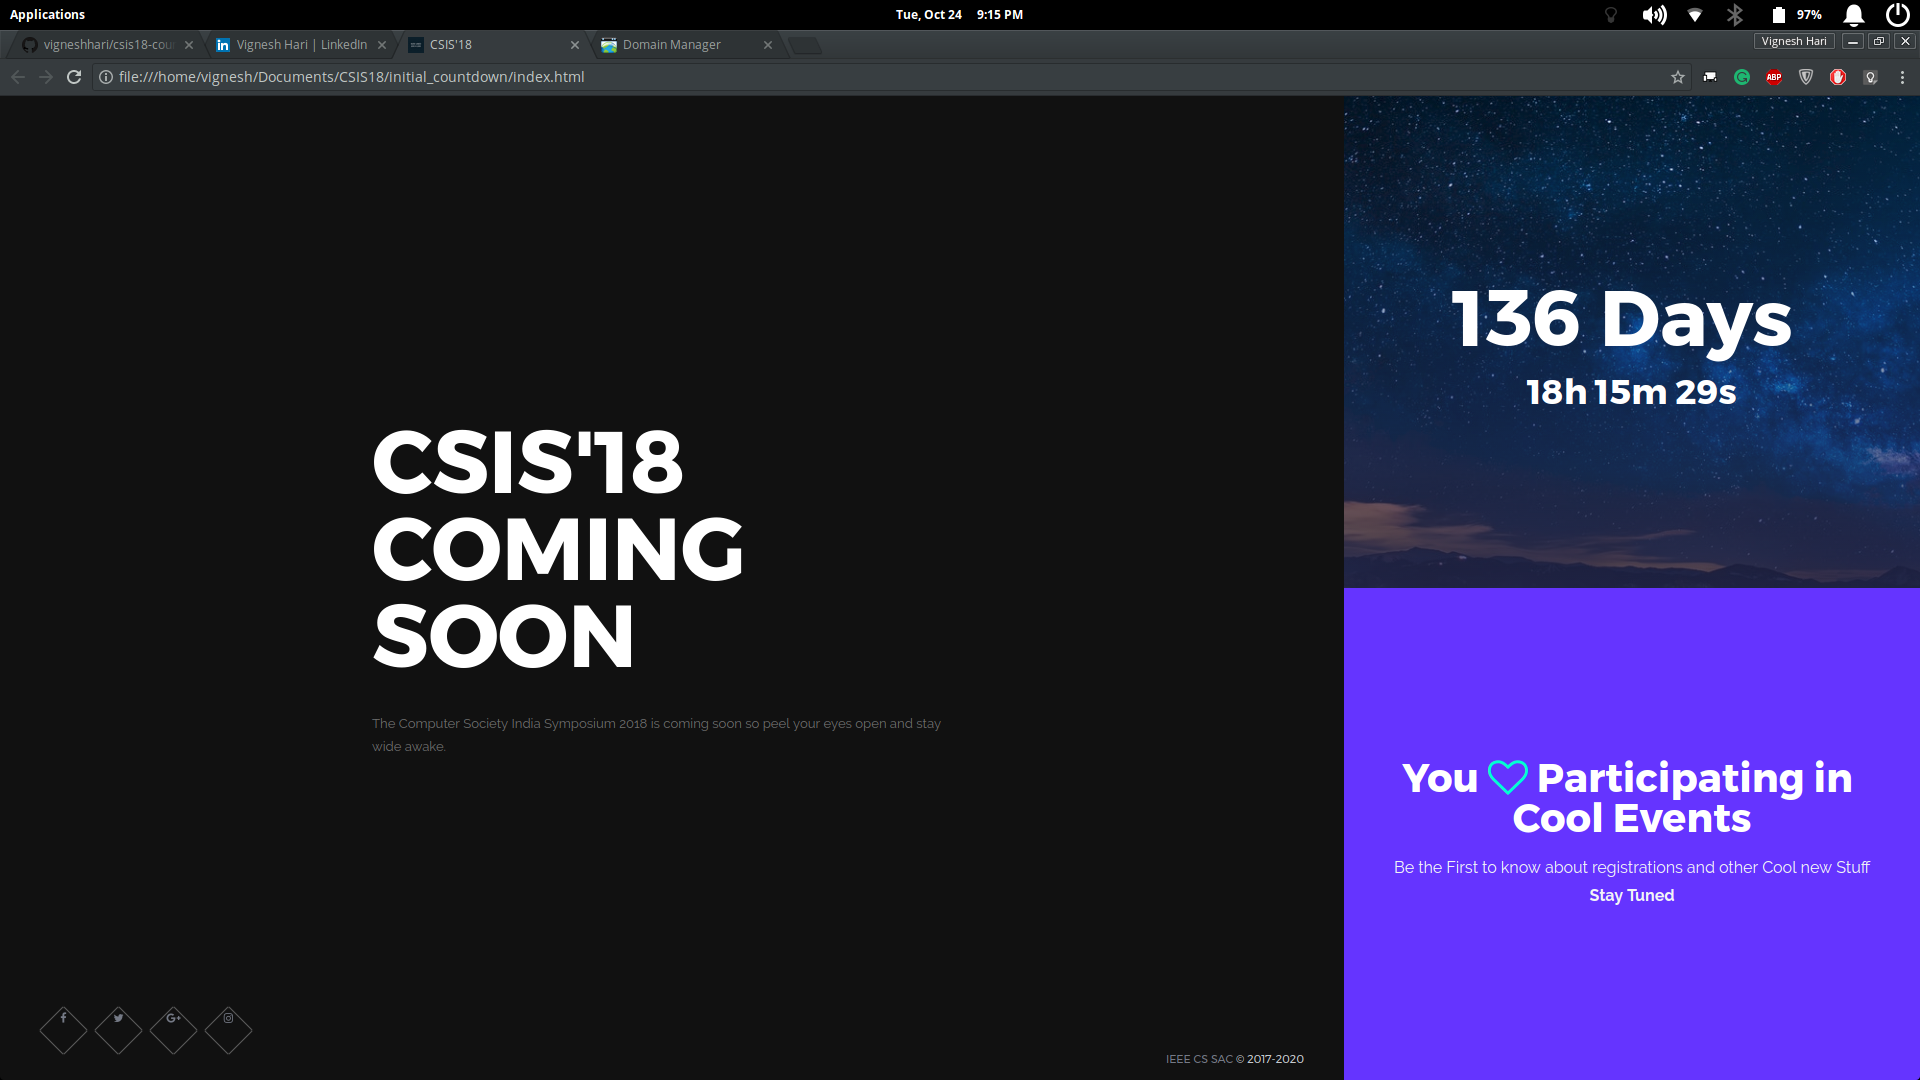 Applications
Tue, Oct 24 9:15 PM
97%
vigneshhari/csis18-cou
Vignesh Hari | LinkedIn
CSIS'18
Domain Manager
Vignesh Hari
file:///home/vignesh/Documents/CSIS18/initial_countdown/index.html
ABP
CSIS'18
COMING
SOON
The Computer Society India Symposium 2018 is coming soon so peel your eyes open and stay
wide awake.
IEEE CS SAC © 2017-2020
136 Days
18h 15m 29s
You Participating in
Cool Events
Be the First to know about registrations and other Cool new Stuff
Stay Tuned